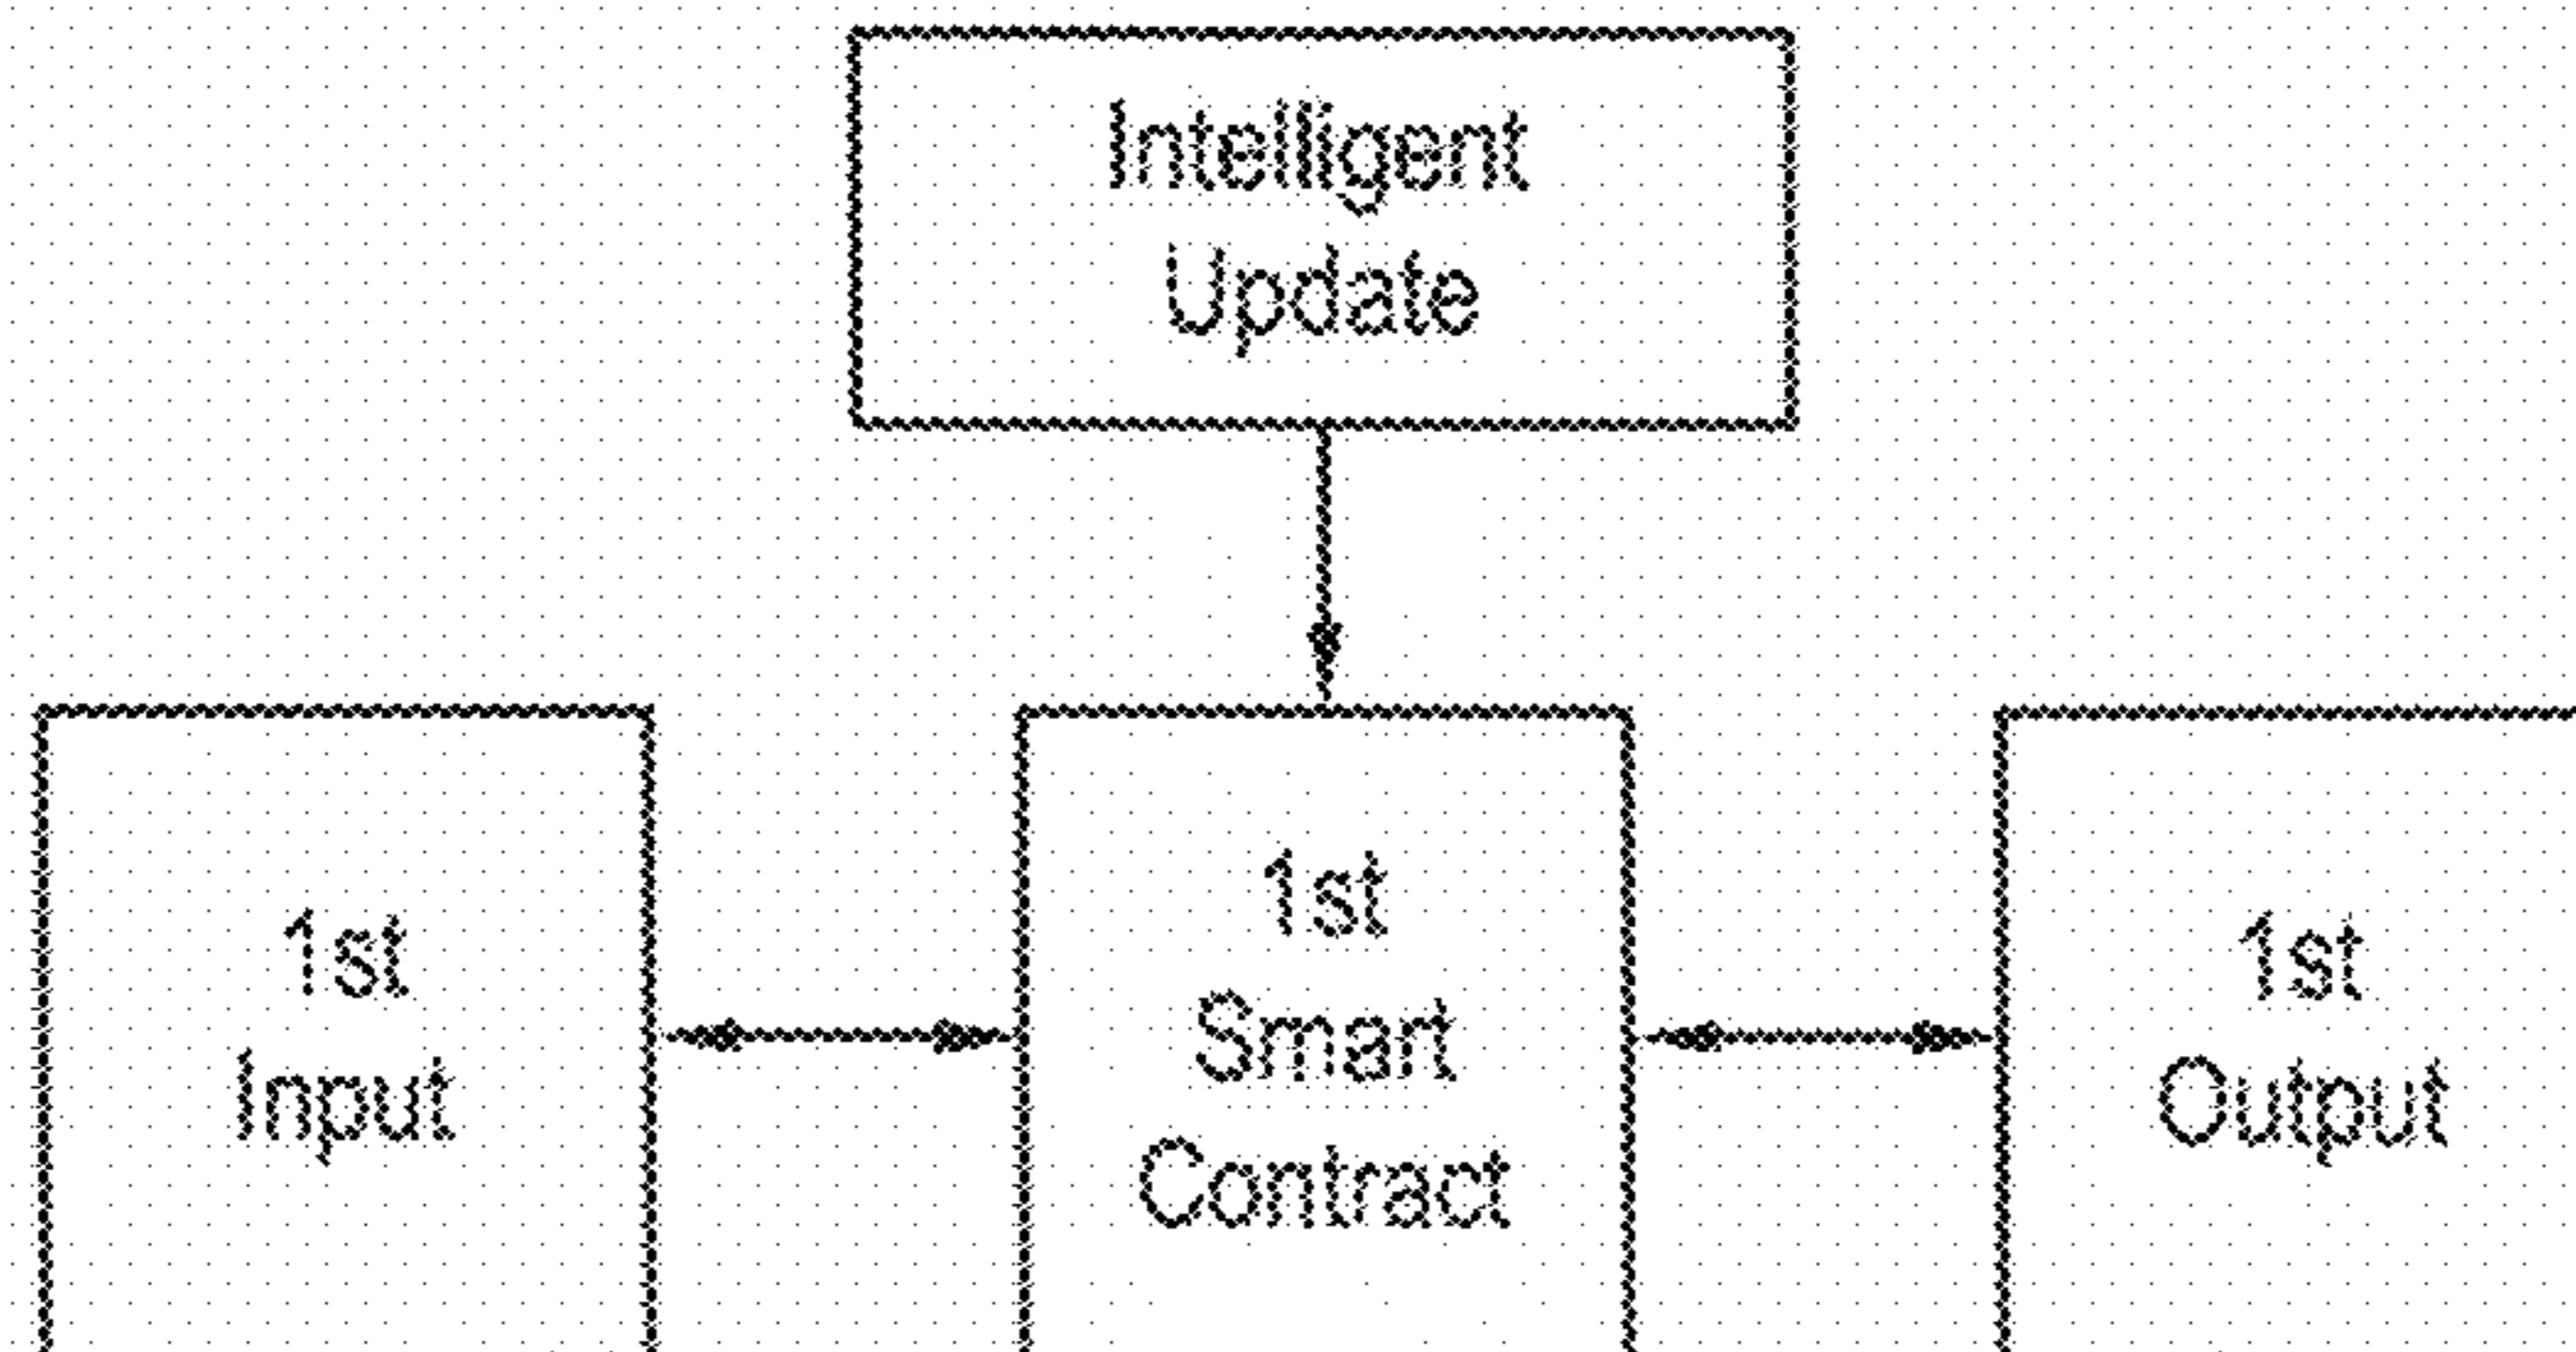 Intelligent
Update
1st
Input
1st
Smart
Contract
1st
Output